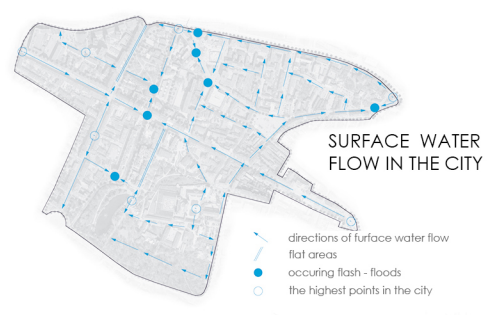 SURFACE WATER
FLOW IN THE CITY
directions of furface water flow
flat areas
occuring flash - floods
the highest points in the city